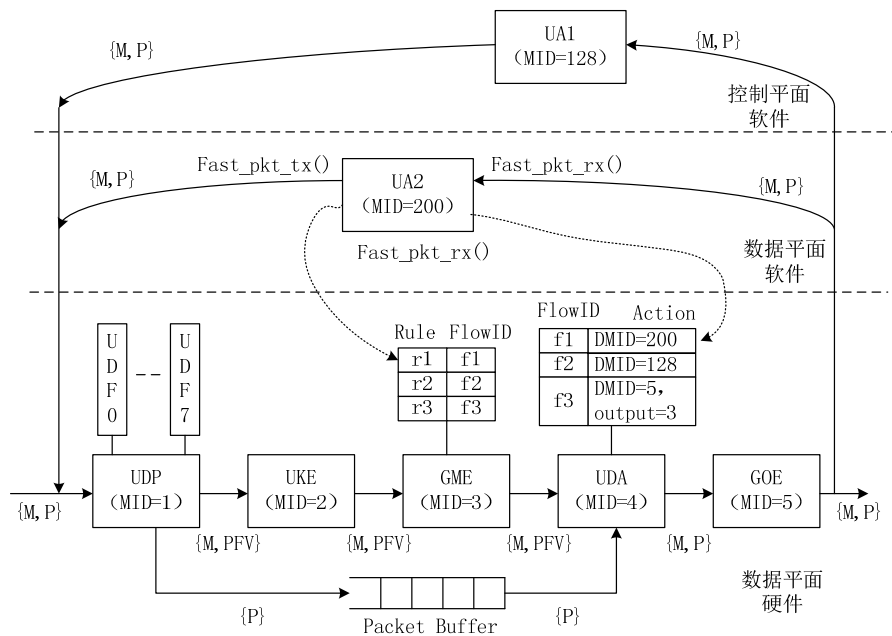 UA1
(MID=128)
{M,P}
{M,P}
控制平面
软件
Fast_pkt_tx()
Fast_pkt_rx()
{M,P}
UA2
(MID=200)
{M,P}
Fast_pkt_rx()
数据平面
软件
FlowID Action
f1 DMID=200
f2 DMID=128
f3 DMID=5,
output=3
Rule FlowID
r1 f1
r2 f2
r3 f3
UDF0
--
UDF7
UDP
(MID=1)
UKE
(MID=2)
GME
(MID=3)
UDA
(MID=4)
GOE
(MID=5)
{M,P}
{M,PFV}
{M,PFV}
{M,PFV}
{M,P}
{M,P}
{P}
Packet Buffer
{P}
数据平面
硬件